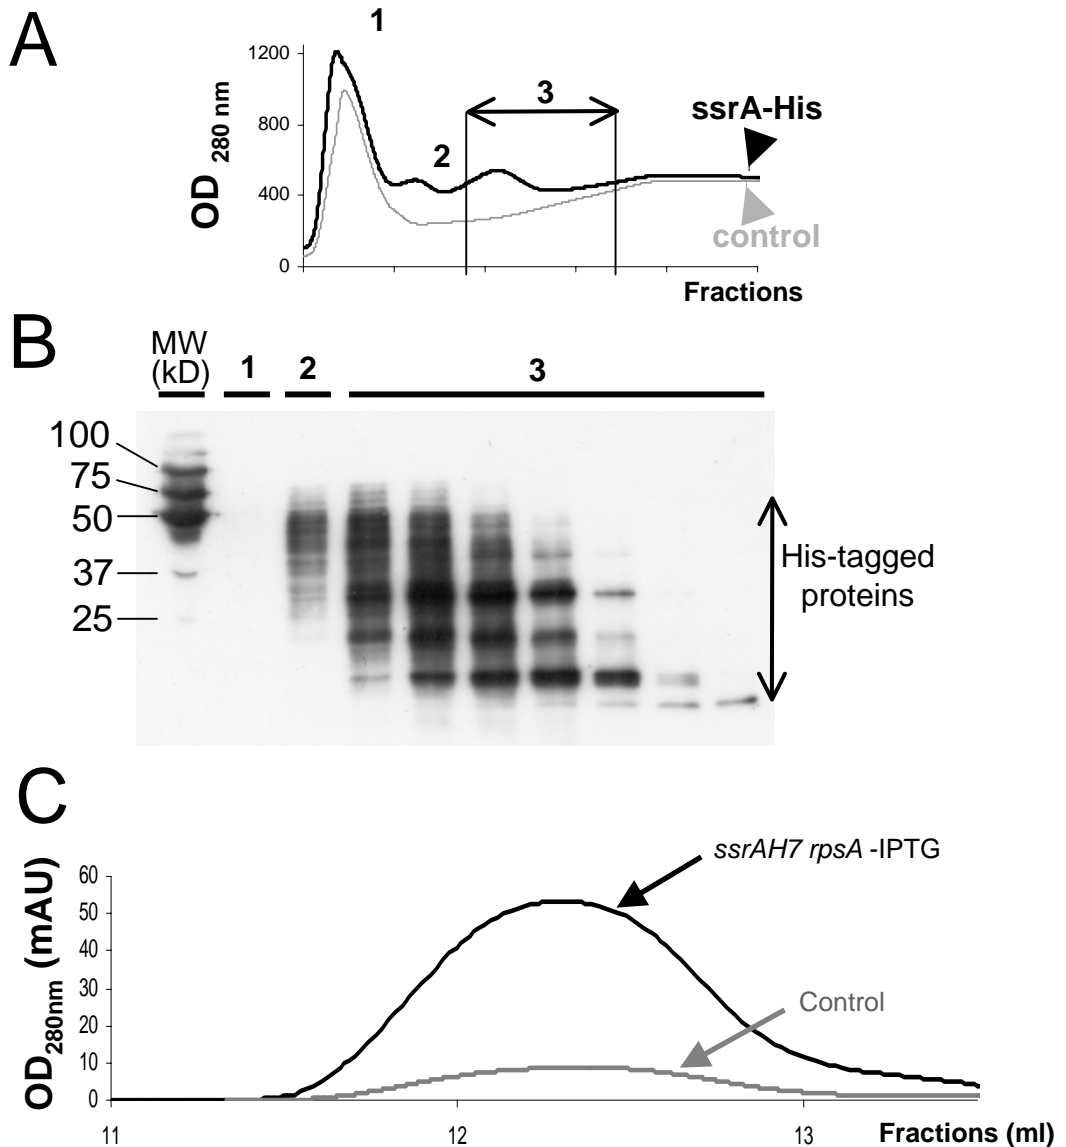 A
1
1200
3
800
ssrA-His
2
OD 280 nm
400
control
0
Fractions
B
MW
(kD)
1
2
3
100
75
50
37
25
His-tagged
proteins
C
ssrAH7 rpsA -IPTG
60
50
40
30
20
10
0
Control
OD280nm (mAU)
11
12
13
Fractions (ml)